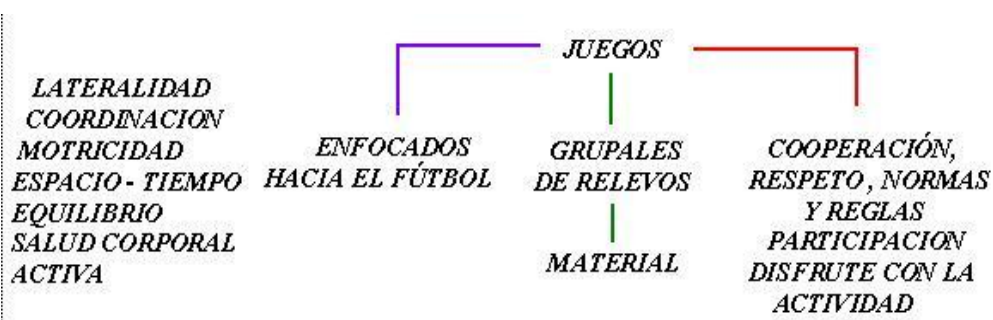 JUEGOS
LATERALIDAD
COORDINACION
MOTRICIDAD
ESPACIO - TIEMPO
EQUILIBRIO
SALUD CORPORAL
ACTIVA
ENFOCADOS
HACIA EL FÚTBOL
GRUPALES
DE RELEVOS
MATERIAL
COOPERACIÓN,
RESPETO , NORMAS
Y REGLAS
PARTICIPACION
DISFRUTE CON LA
ACTIVIDAD